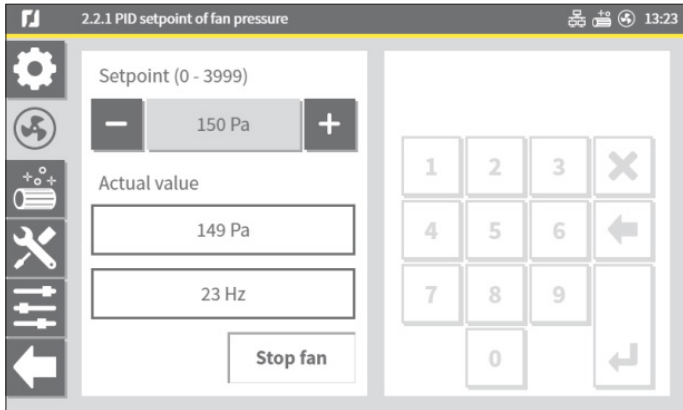 2.2.1 PID setpoint of fan pressure
13:23
Setpoint (0 - 3999)
150 Pa
Actual value
149 Pa
23 Hz
Stop fan
1 2 3
4 5 6
7 8 9
0